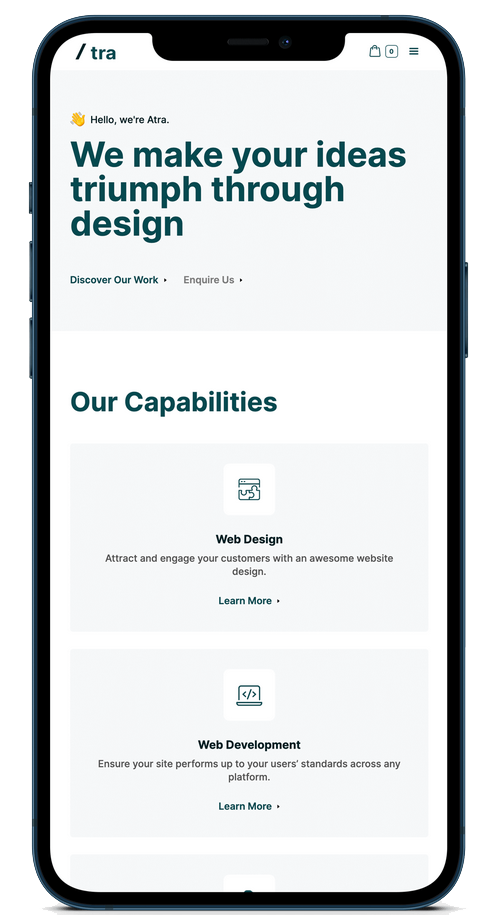 / tra
0
👋 Hello, we're Atra.
We make your ideas
triumph through
design
Discover Our Work
Enquire Us
Our Capabilities
Web Design
Attract and engage your customers with an awesome website
design.
Learn More
Web Development
Ensure your site performs up to your users' standards across any
platform.
Learn More